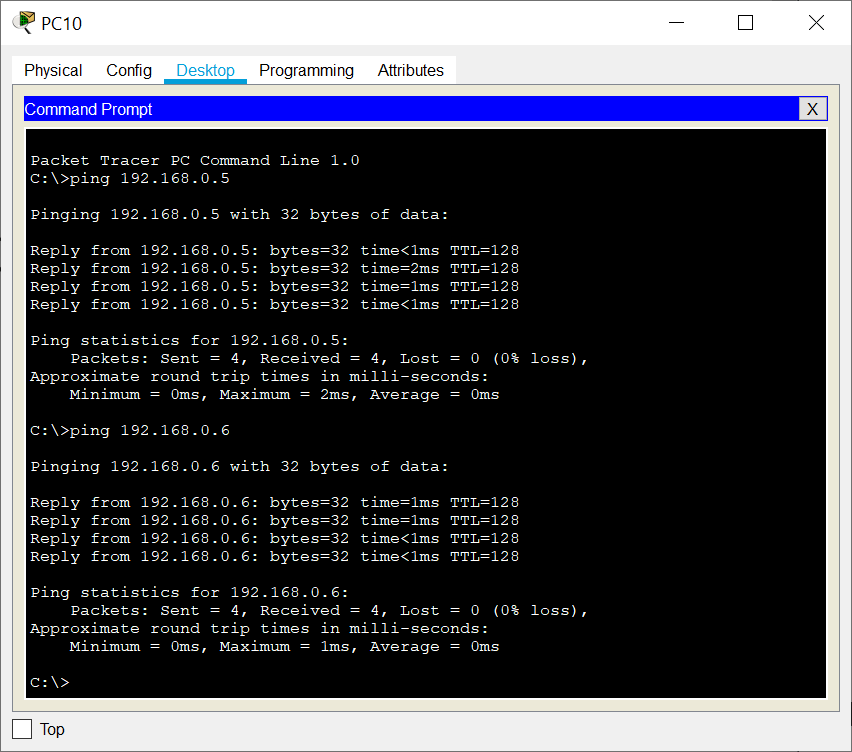 PC10
Physical Config Desktop Programming Attributes
Command Prompt X
Packet Tracer PC Command Line 1.0
C:\>ping 192.168.0.5
Pinging 192.168.0.5 with 32 bytes of data:
Reply from 192.168.0.5: bytes=32 time<1ms TTL=128
Reply from 192.168.0.5: bytes=32 time=2ms TTL=128
Reply from 192.168.0.5: bytes=32 time=1ms TTL=128
Reply from 192.168.0.5: bytes=32 time<1ms TTL=128
Ping statistics for 192.168.0.5:
    Packets: Sent = 4, Received = 4, Lost = 0 (0% loss),
Approximate round trip times in milli-seconds:
    Minimum = 0ms, Maximum = 2ms, Average = 0ms
C:\>ping 192.168.0.6
Pinging 192.168.0.6 with 32 bytes of data:
Reply from 192.168.0.6: bytes=32 time=1ms TTL=128
Reply from 192.168.0.6: bytes=32 time=1ms TTL=128
Reply from 192.168.0.6: bytes=32 time<1ms TTL=128
Reply from 192.168.0.6: bytes=32 time<1ms TTL=128
Ping statistics for 192.168.0.6:
    Packets: Sent = 4, Received = 4, Lost = 0 (0% loss),
Approximate round trip times in milli-seconds:
    Minimum = 0ms, Maximum = 1ms, Average = 0ms
C:\>
Top